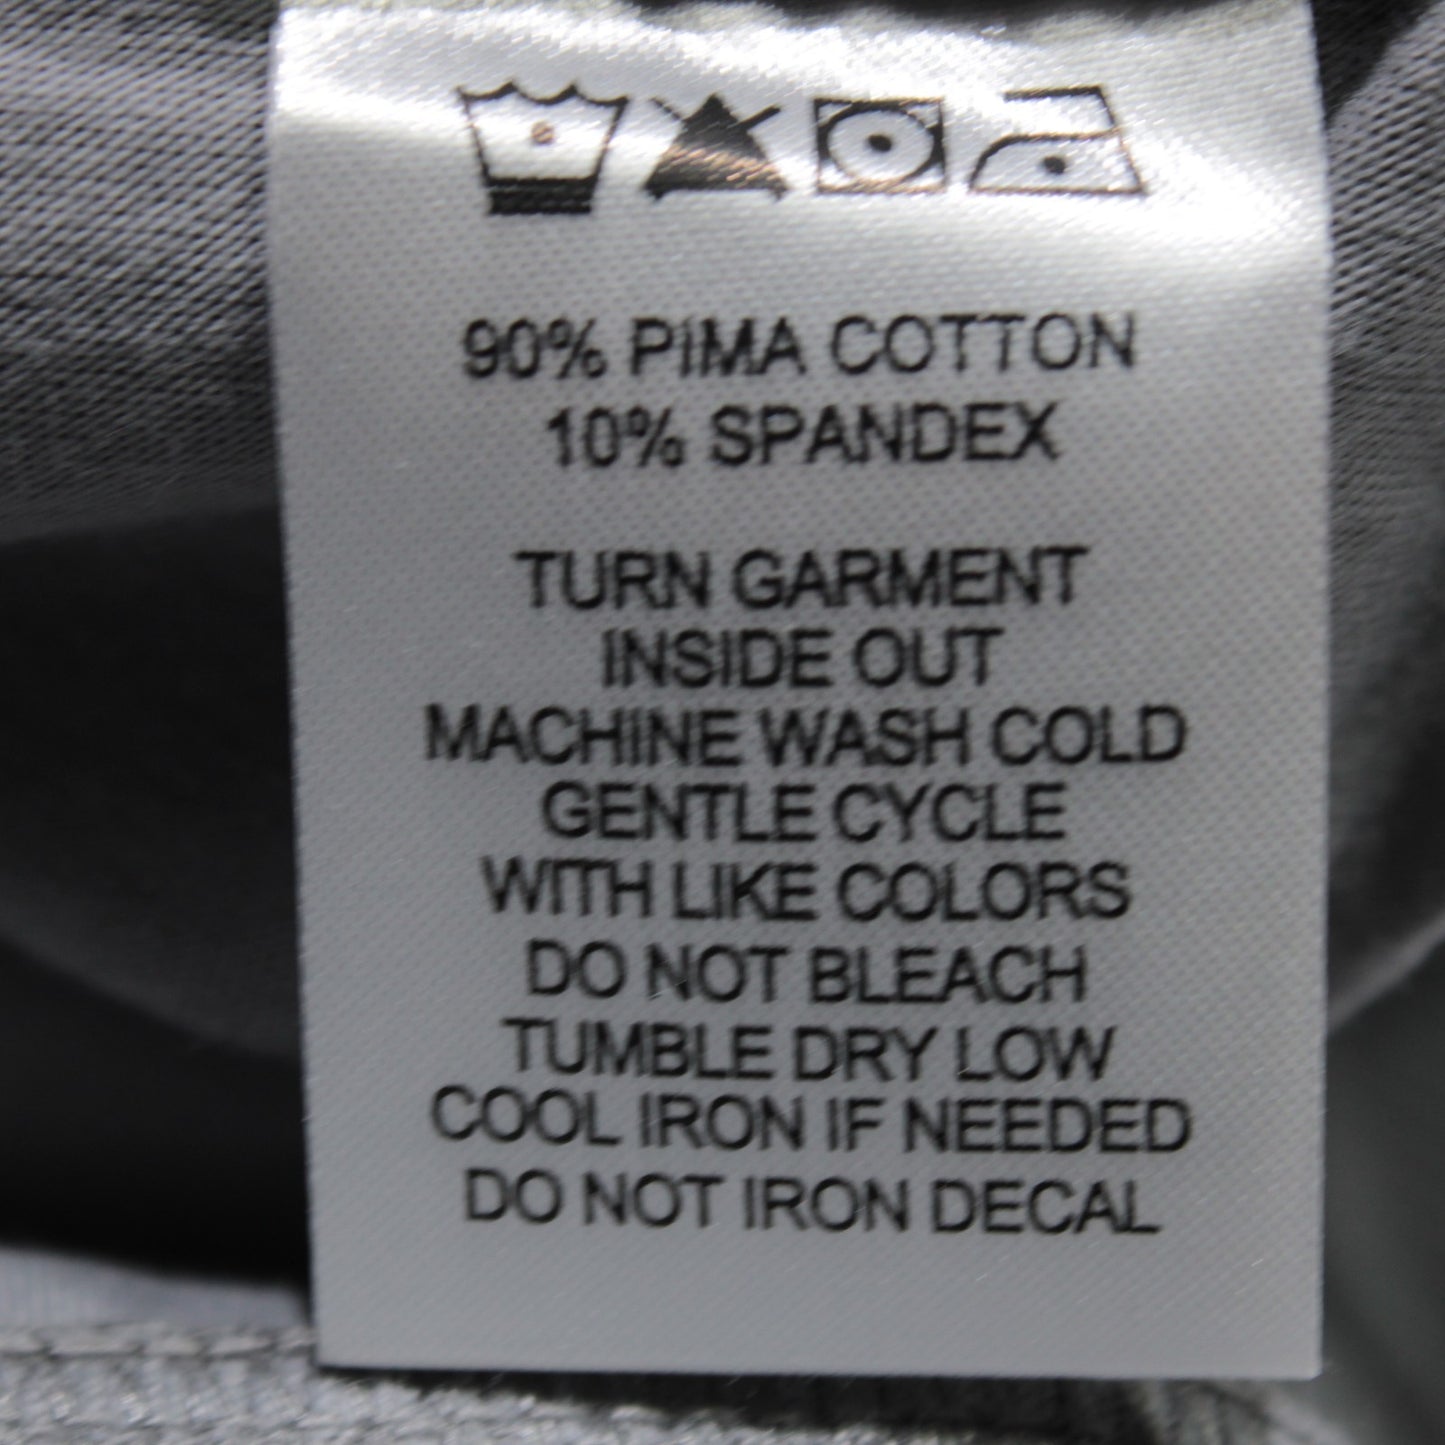 90% PIMA COTTON
10% SPANDEX
TURN GARMENT
INSIDE OUT
MACHINE WASH COLD
GENTLE CYCLE
WITH LIKE COLORS
DO NOT BLEACH
TUMBLE DRY LOW
COOL IRON IF NEEDED
DO NOT IRON DECAL